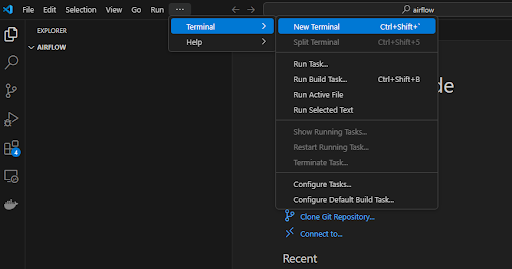 File Edit Selection View Go Run ··· airflow
EXPLORER
AIRFLOW
Terminal
Help
New Terminal Ctrl+Shift+`
Split Terminal Ctrl+Shift+5
Run Task...
Run Build Task... Ctrl+Shift+B
Run Active File
Run Selected Text
Show Running Tasks...
Restart Running Task...
Terminate Task...
Configure Tasks...
Configure Default Build Task...
de
4
Clone Git Repository...
Connect to...
Recent